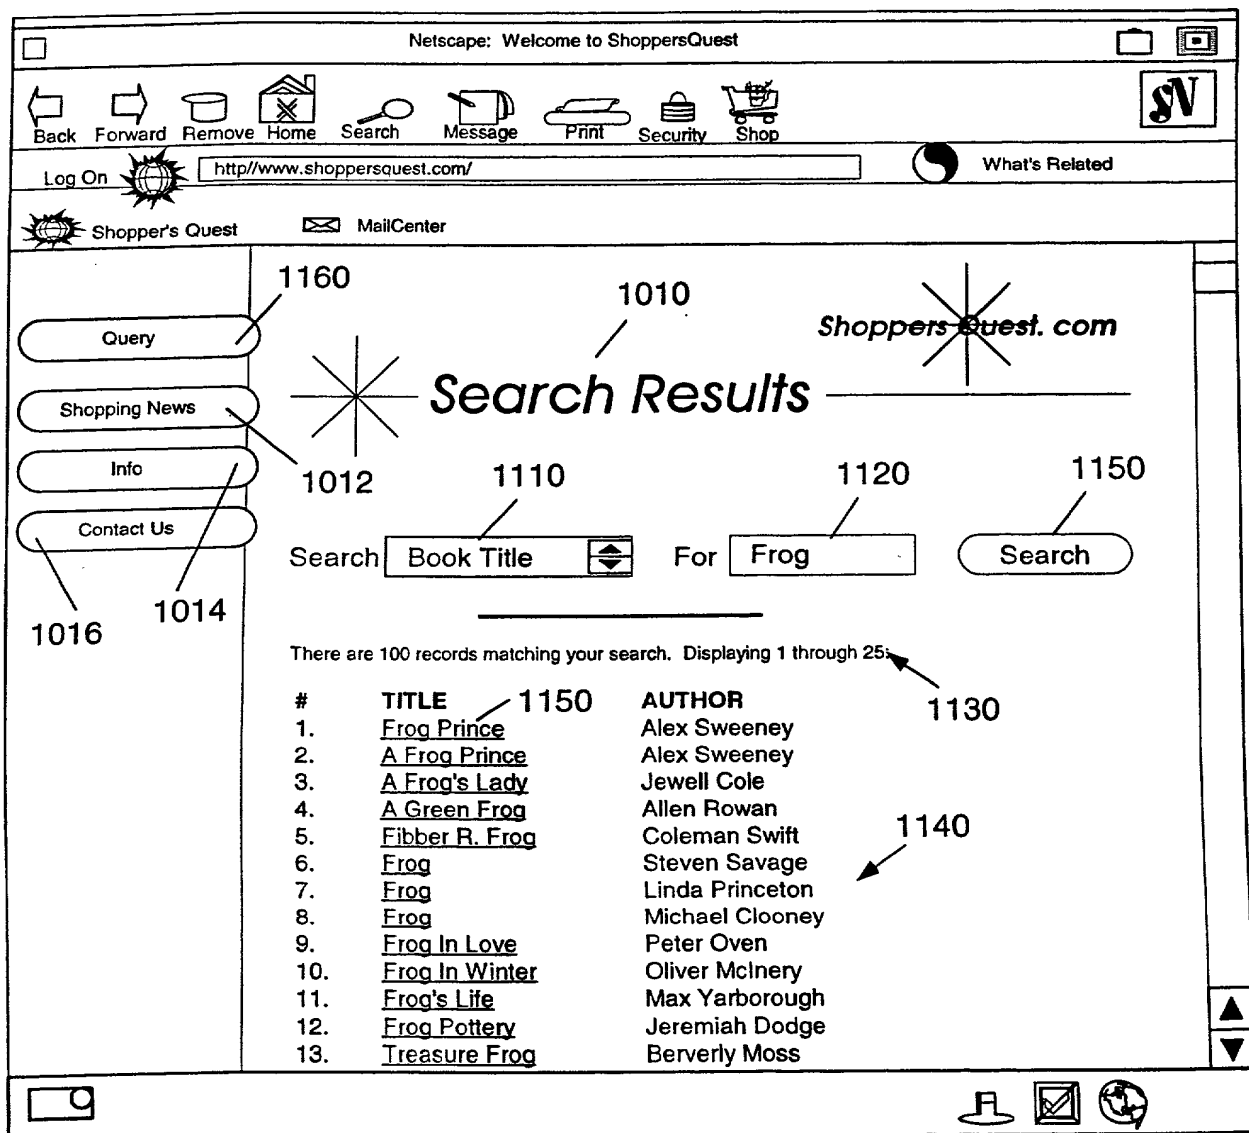 Netscape: Welcome to ShoppersQuest
Back Forward Remove Home Search Message Print Security Shop
N
Log On http//www.shoppersquest.com/ What's Related
Shopper's Quest MailCenter
1160 1010
Shoppers Quest. com
Query
Search Results
Shopping News
1012 1110 1120 1150
Info
Contact Us
Search Book Title For Frog Search
1014
1016
There are 100 records matching your search. Displaying 1 through 25:
1130
# TITLE 1150 AUTHOR
1. Frog Prince Alex Sweeney
2. A Frog Prince Alex Sweeney
3. A Frog's Lady Jewell Cole
4. A Green Frog Allen Rowan
5. Fibber R. Frog Coleman Swift
1140
6. Frog Steven Savage
7. Frog Linda Princeton
8. Frog Michael Clooney
9. Frog In Love Peter Oven
10. Frog In Winter Oliver McInery
11. Frog's Life Max Yarborough
12. Frog Pottery Jeremiah Dodge
13. Treasure Frog Berverly Moss